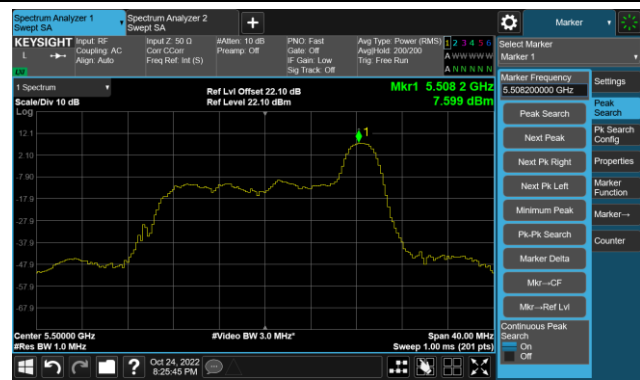 Spectrum Analyzer 1
Swept SA
Spectrum Analyzer 2
Swept SA
+
Marker
KEYSIGHT
L
LXI
Input: RF
Coupling: AC
Align: Auto
Input Z: 50 Ω
Corr CCorr
Freq Ref: Int (S)
#Atten: 10 dB
Preamp: Off
PNO: Fast
Gate: Off
IF Gain: Low
Sig Track: Off
Avg Type: Power (RMS)
Avg|Hold: 200/200
Trig: Free Run
1 2 3 4 5 6
A W W W W W
A N N N N N
Select Marker
Marker 1
1 Spectrum
Scale/Div 10 dB
Log
Ref Lvl Offset 22.10 dB
Ref Level 22.10 dBm
Mkr1 5.508 2 GHz
7.599 dBm
12.1
2.10
-7.90
-17.9
-27.9
-37.9
-47.9
-57.9
-67.9
1
Center 5.50000 GHz
#Res BW 1.0 MHz
#Video BW 3.0 MHz*
Span 40.00 MHz
Sweep 1.00 ms (201 pts)
Marker Frequency
5.508200000 GHz
Peak Search
Next Peak
Next Pk Right
Next Pk Left
Minimum Peak
Pk-Pk Search
Marker Delta
Mkr→CF
Mkr→Ref Lvl
Continuous Peak
Search
On
Off
Settings
Peak
Search
Pk Search
Config
Properties
Marker
Function
Marker→
Counter
?
Oct 24, 2022
8:25:45 PM